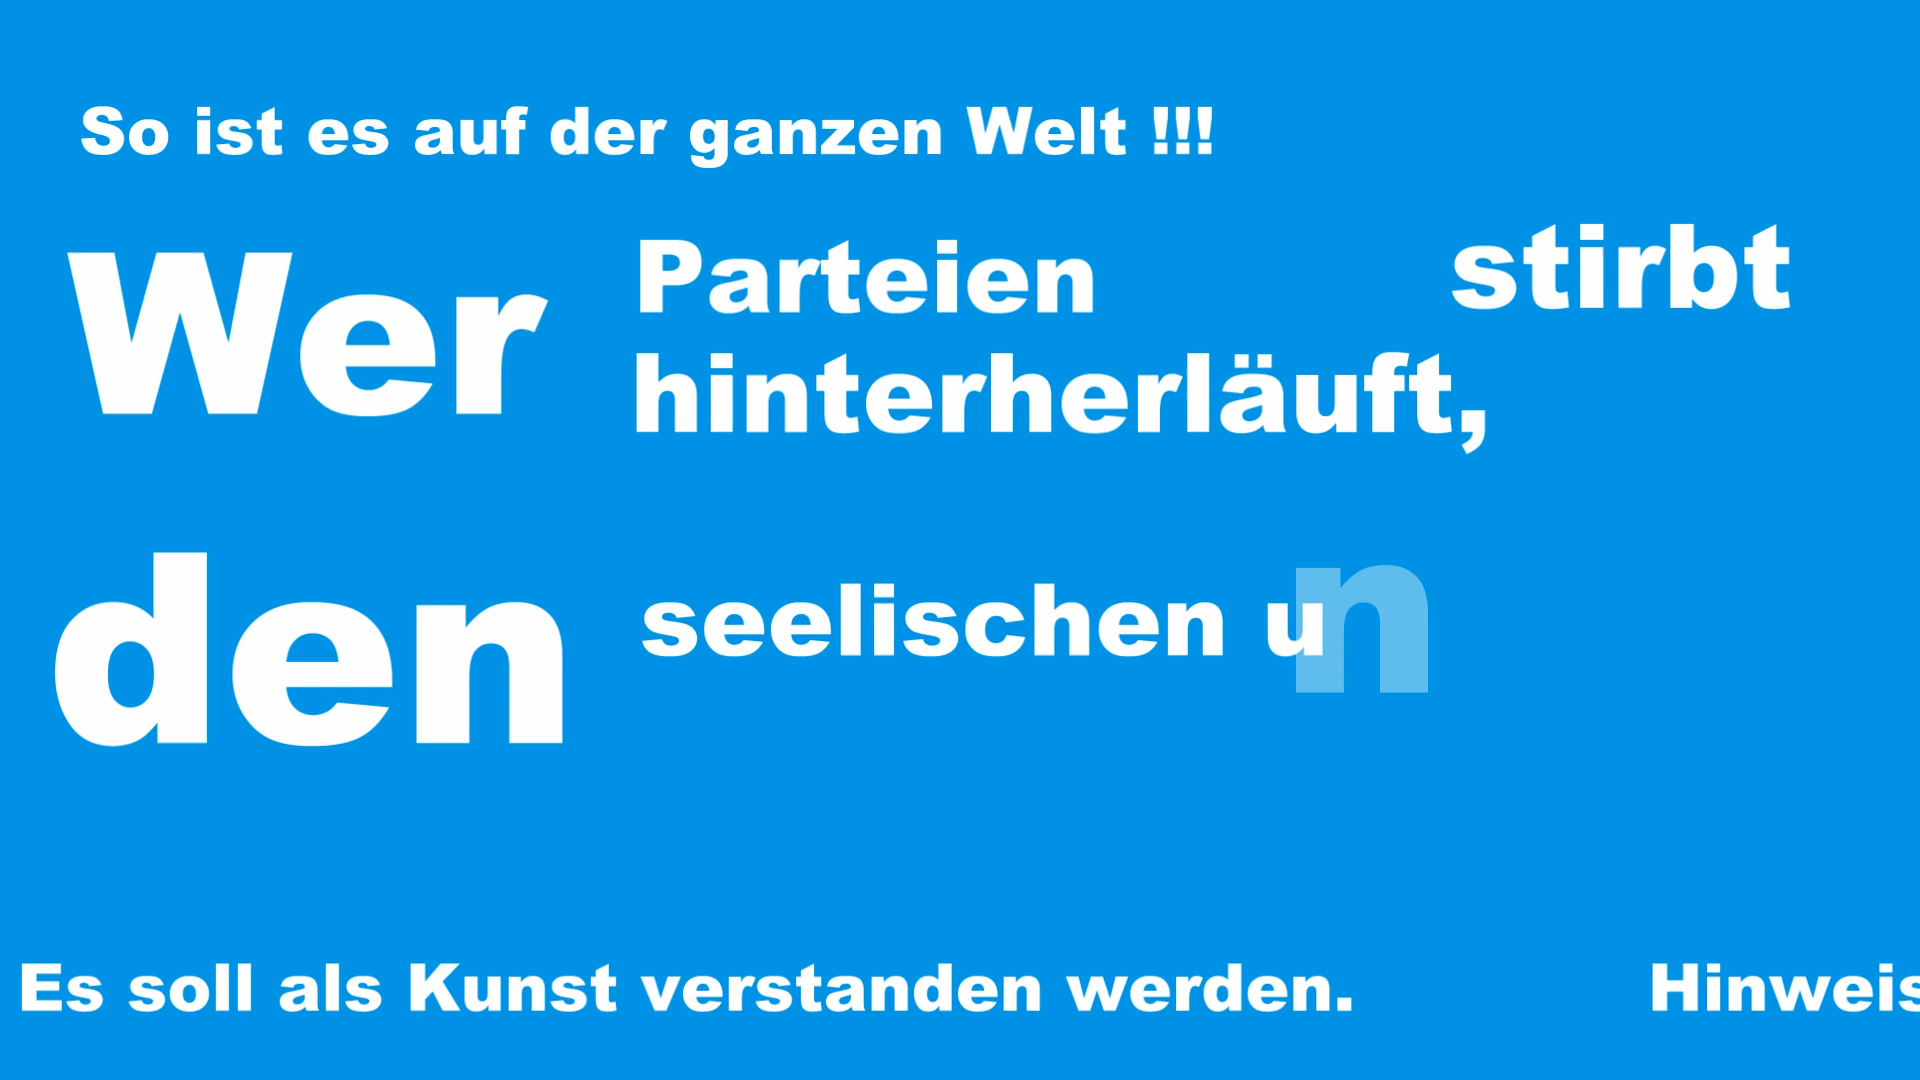 So ist es auf der ganzen Welt !!!
Wer Parteien stirbt
hinterherläuft,
den seelischen un
Es soll als Kunst verstanden werden. Hinweis